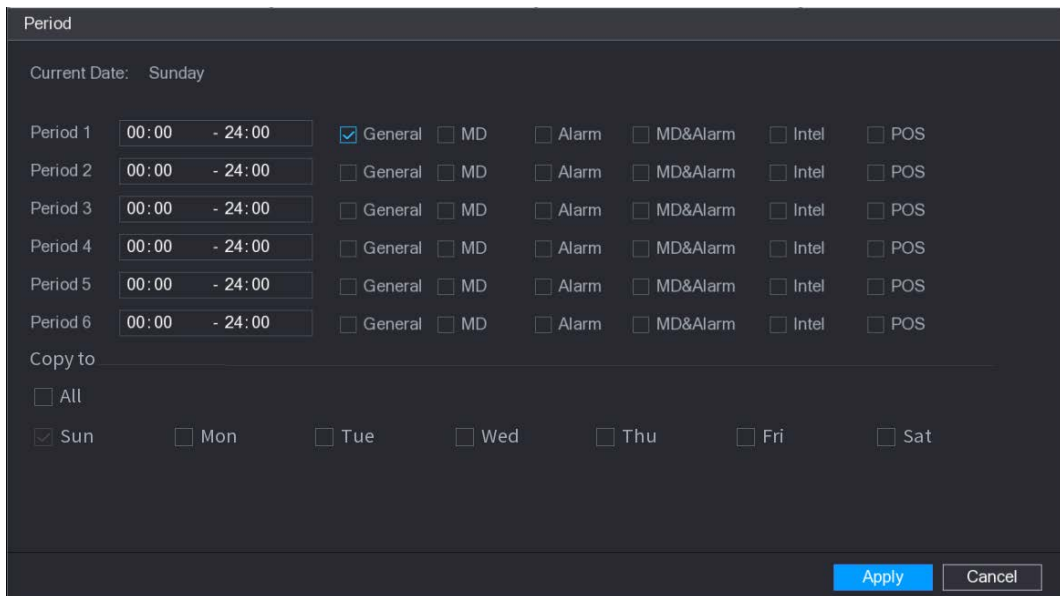 Period
Current Date: Sunday
Period 1 00:00 - 24:00 General MD Alarm MD&Alarm Intel POS
Period 2 00:00 - 24:00 General MD Alarm MD&Alarm Intel POS
Period 3 00:00 - 24:00 General MD Alarm MD&Alarm Intel POS
Period 4 00:00 - 24:00 General MD Alarm MD&Alarm Intel POS
Period 5 00:00 - 24:00 General MD Alarm MD&Alarm Intel POS
Period 6 00:00 - 24:00 General MD Alarm MD&Alarm Intel POS
Copy to
All
Sun Mon Tue Wed Thu Fri Sat
Apply Cancel